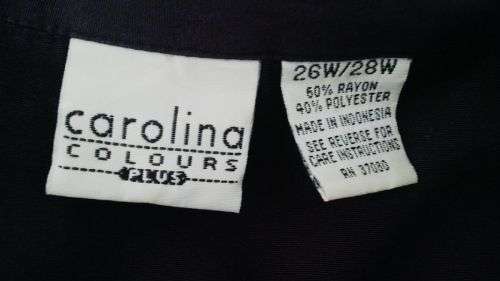 carolina
COLOURS
PLUS
26W/28W
60% RAYON
40% POLYESTER
MADE IN INDONESIA
SEE REVERSE FOR
CARE INSTRUCTIONS
RN 37080